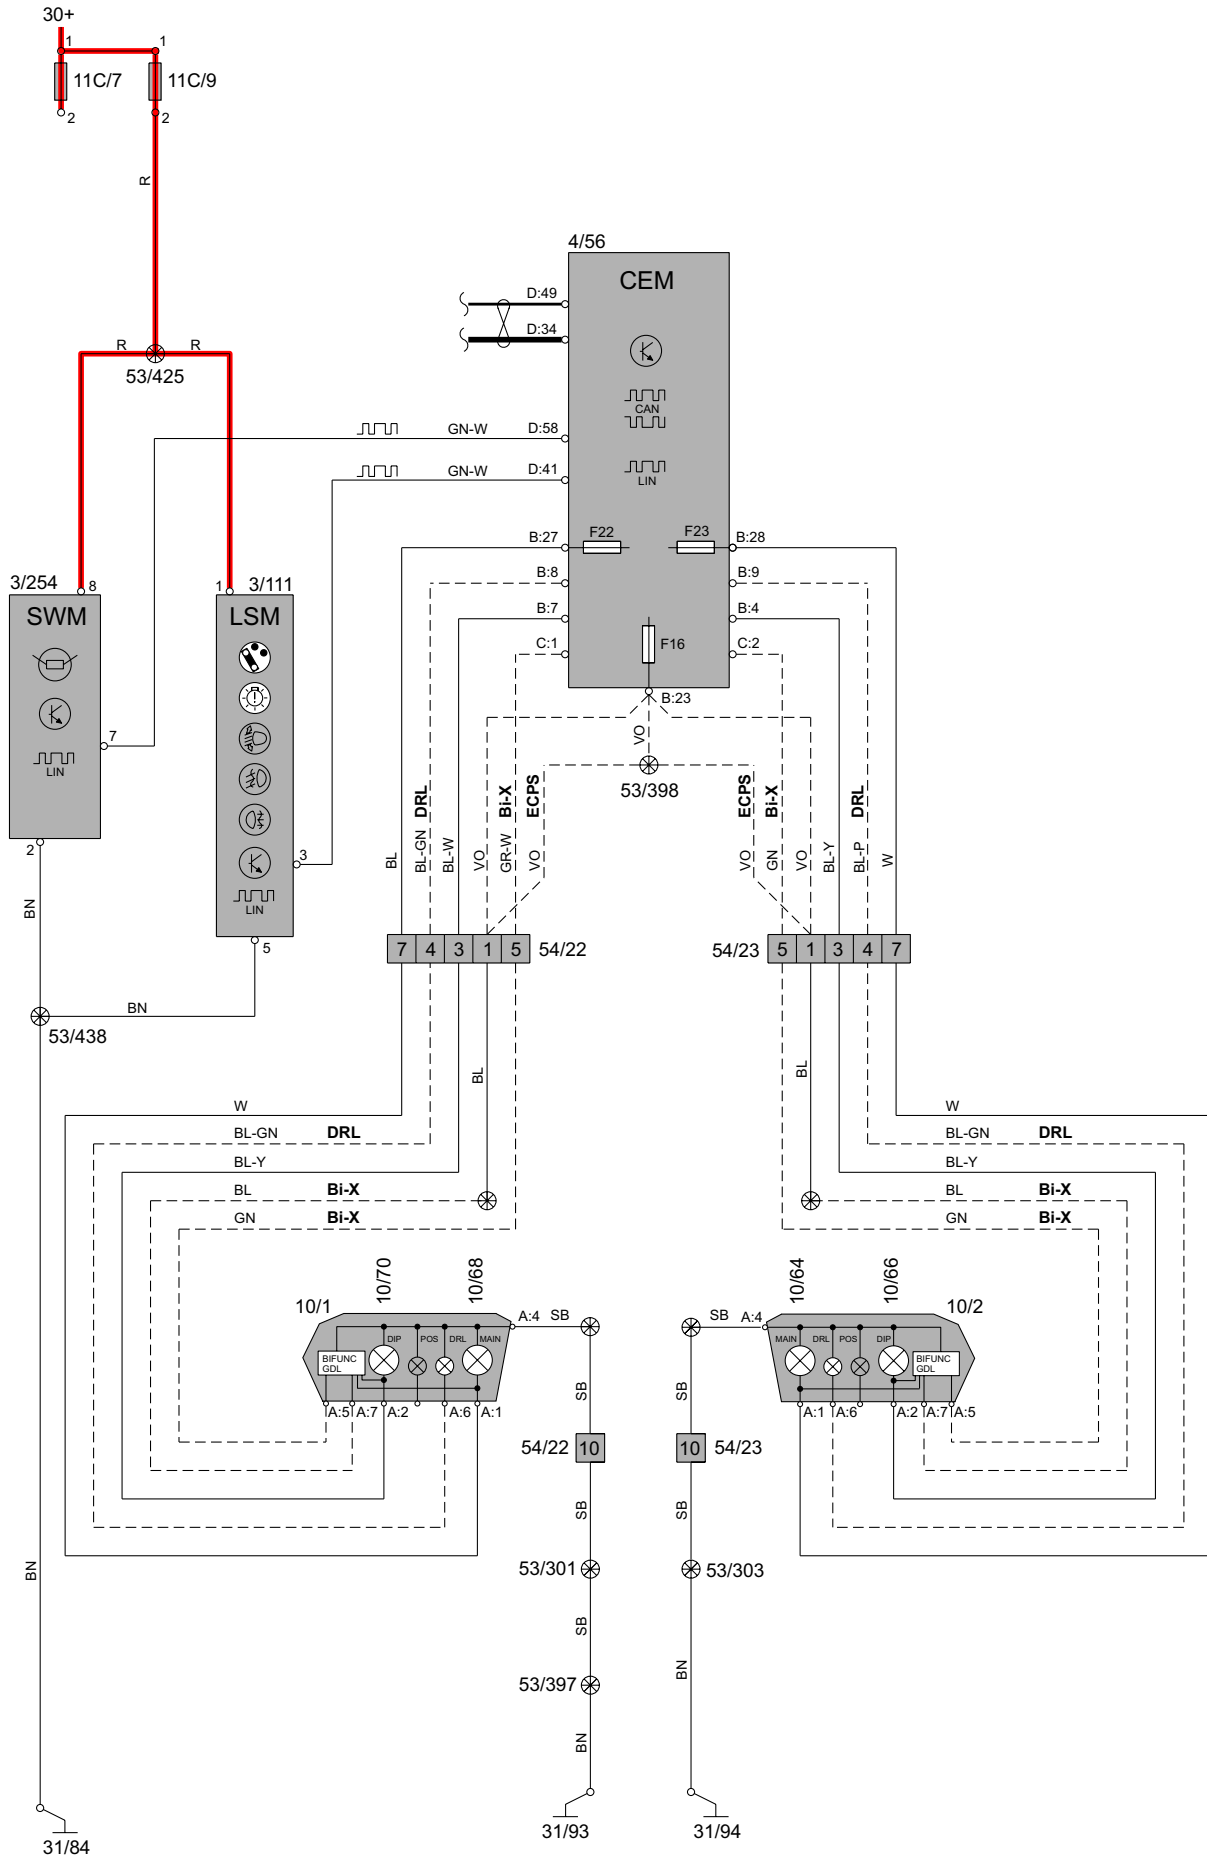 30+
1 1
11C/7 11C/9
2 2
R
4/56
CEM
D:49
D:34
R R
53/425
CAN
GN-W D:58
GN-W D:41
LIN
B:27 F22 F23 B:28
B:8 B:9
B:7 B:4
C:1 F16 C:2
B:23
3/254 8 1 3/111
SWM LSM
7
LIN
VO
53/398
ECPS ECPS
Bi-X Bi-X
DRL DRL
2
3
LIN
5
BN
BL BL-GN BL-W VO GR-W VO
VO GN VO BL-Y BL-P W
7 4 3 1 5 54/22
54/23 5 1 3 4 7
BN
53/438
BL BL
W W
BL-GN DRL BL-GN DRL
BL-Y BL-Y
BL Bi-X BL Bi-X
GN Bi-X GN Bi-X
10/70 10/68 10/64 10/66
10/1 A:4 SB SB A:4 10/2
DIP POS DRL MAIN MAIN DRL POS DIP
BIFUNC BIFUNC
GDL GDL
A:5 A:7 A:2 A:6 A:1 A:1 A:6 A:2 A:7 A:5
SB SB
54/22 10 10 54/23
SB SB
BN
53/301 53/303
SB
BN
53/397
BN
31/84 31/93 31/94